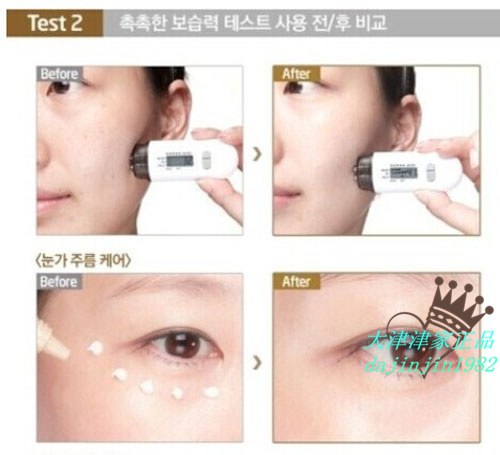 Test 2 촉촉한 보습력 테스트 사용 전/후 비교
Before
After
<눈가 주름 케어>
Before
After
大津津家正品
dajinjin1982